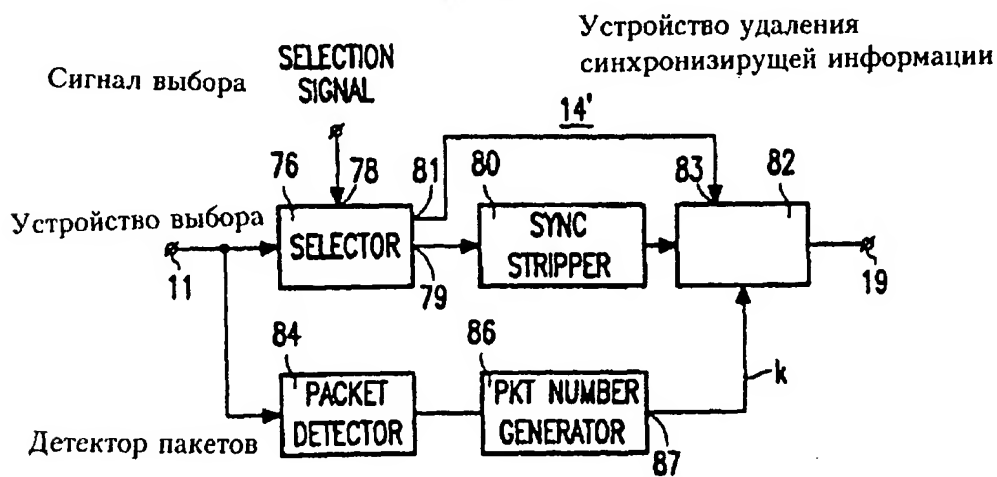 Устройство удаления
синхронизирущей информации
Сигнал выбора
SELECTION
SIGNAL
14'
76
78
81
80
83
82
Устройство выбора
SELECTOR
SYNC
STRIPPER
11
79
19
84
86
k
PACKET
DETECTOR
PKT NUMBER
GENERATOR
87
Детектор пакетов